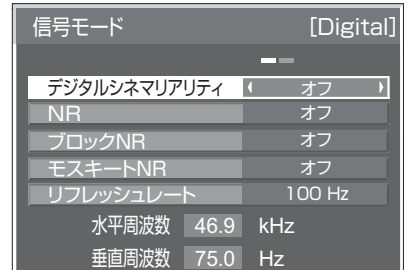 信号モード [Digital]
デジタルシネマリアリティ オフ
NR オフ
ブロックNR オフ
モスキートNR オフ
リフレッシュレート 100 Hz
水平周波数 46.9 kHz
垂直周波数 75.0 Hz